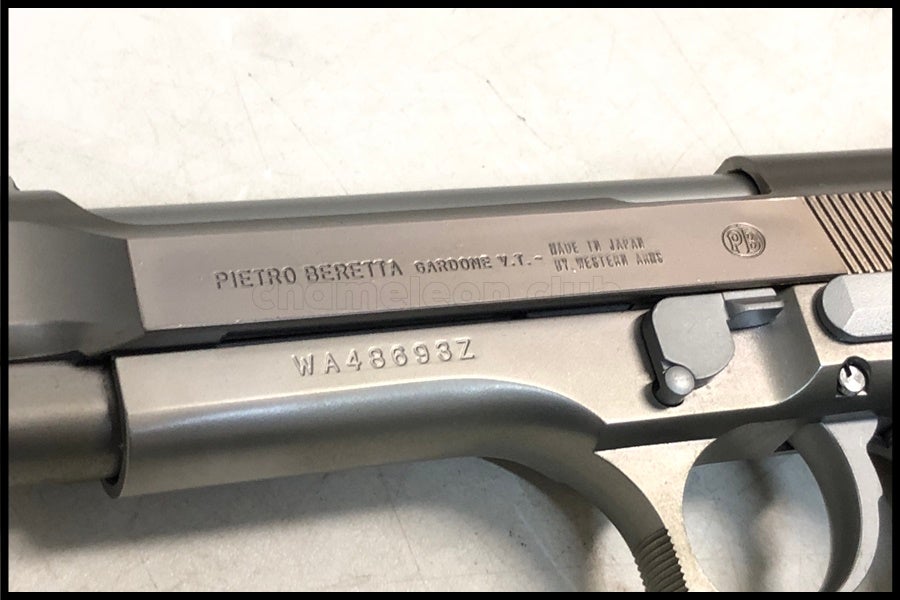 PIETRO BERETTA GARDONE V.T.- MADE IN JAPAN
BY. WESTERN ARMS
PB
chameleon club
WA48693Z